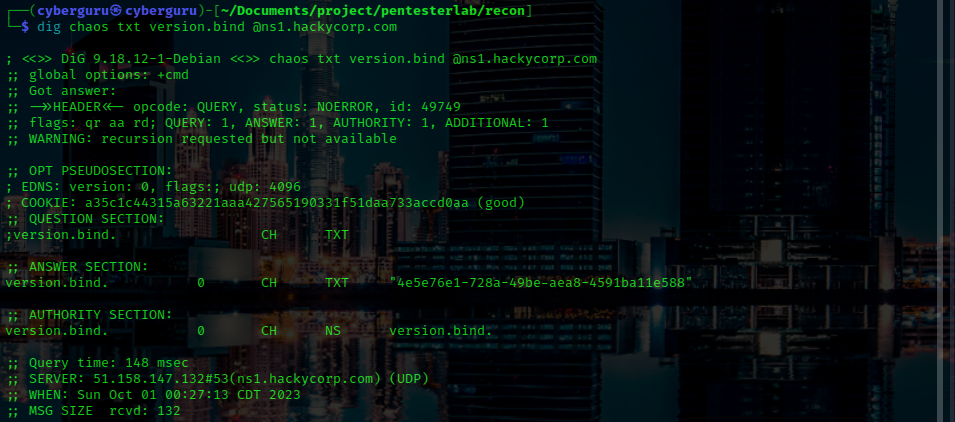 ┌──(cyberguru㉿cyberguru)-[~/Documents/project/pentesterlab/recon]
└─$ dig chaos txt version.bind @ns1.hackycorp.com
; <<>> DiG 9.18.12-1-Debian <<>> chaos txt version.bind @ns1.hackycorp.com
;; global options: +cmd
;; Got answer:
;; ->>HEADER<<- opcode: QUERY, status: NOERROR, id: 49749
;; flags: qr aa rd; QUERY: 1, ANSWER: 1, AUTHORITY: 1, ADDITIONAL: 1
;; WARNING: recursion requested but not available
;; OPT PSEUDOSECTION:
; EDNS: version: 0, flags:; udp: 4096
; COOKIE: a35c1c44315a63221aaa427565190331f51daa733accd0aa (good)
;; QUESTION SECTION:
;version.bind. CH TXT
;; ANSWER SECTION:
version.bind. 0 CH TXT "4e5e76e1-728a-49be-aea8-4591ba11e588"
;; AUTHORITY SECTION:
version.bind. 0 CH NS version.bind.
;; Query time: 148 msec
;; SERVER: 51.158.147.132#53(ns1.hackycorp.com) (UDP)
;; WHEN: Sun Oct 01 00:27:13 CDT 2023
;; MSG SIZE rcvd: 132